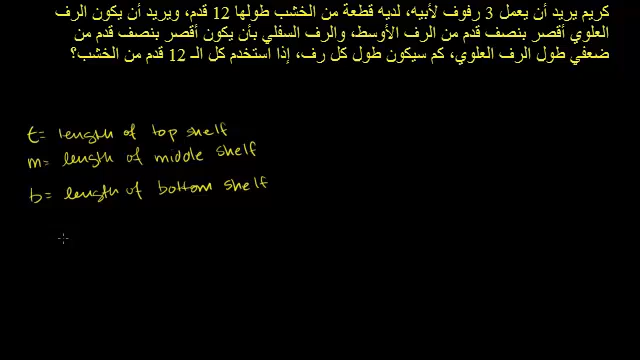 كريم يريد أن يعمل 3 رفوف لأبيه، لديه قطعة من الخشب طولها 12 قدم، ويريد أن يكون الرف
العلوي أقصر بنصف قدم من الرف الأوسط، والرف السفلي بأن يكون أقصر بنصف قدم من
ضعفي طول الرف العلوي، كم سيكون طول كل رف، إذا أستخدم كل الـ 12 قدم من الخشب؟
t= length of top shelf
m= length of middle shelf
b= length of bottom shelf